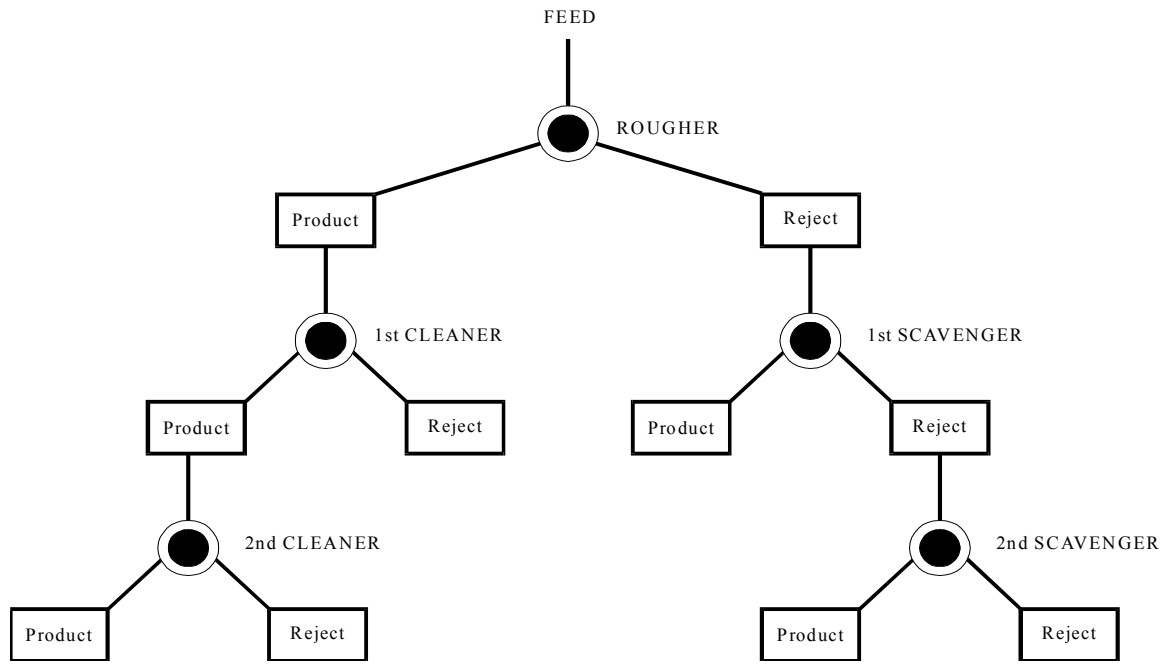 FEED
ROUGHER
Product
Reject
1st CLEANER
1st SCAVENGER
Product
Reject
Product
Reject
2nd CLEANER
2nd SCAVENGER
Product
Reject
Product
Reject